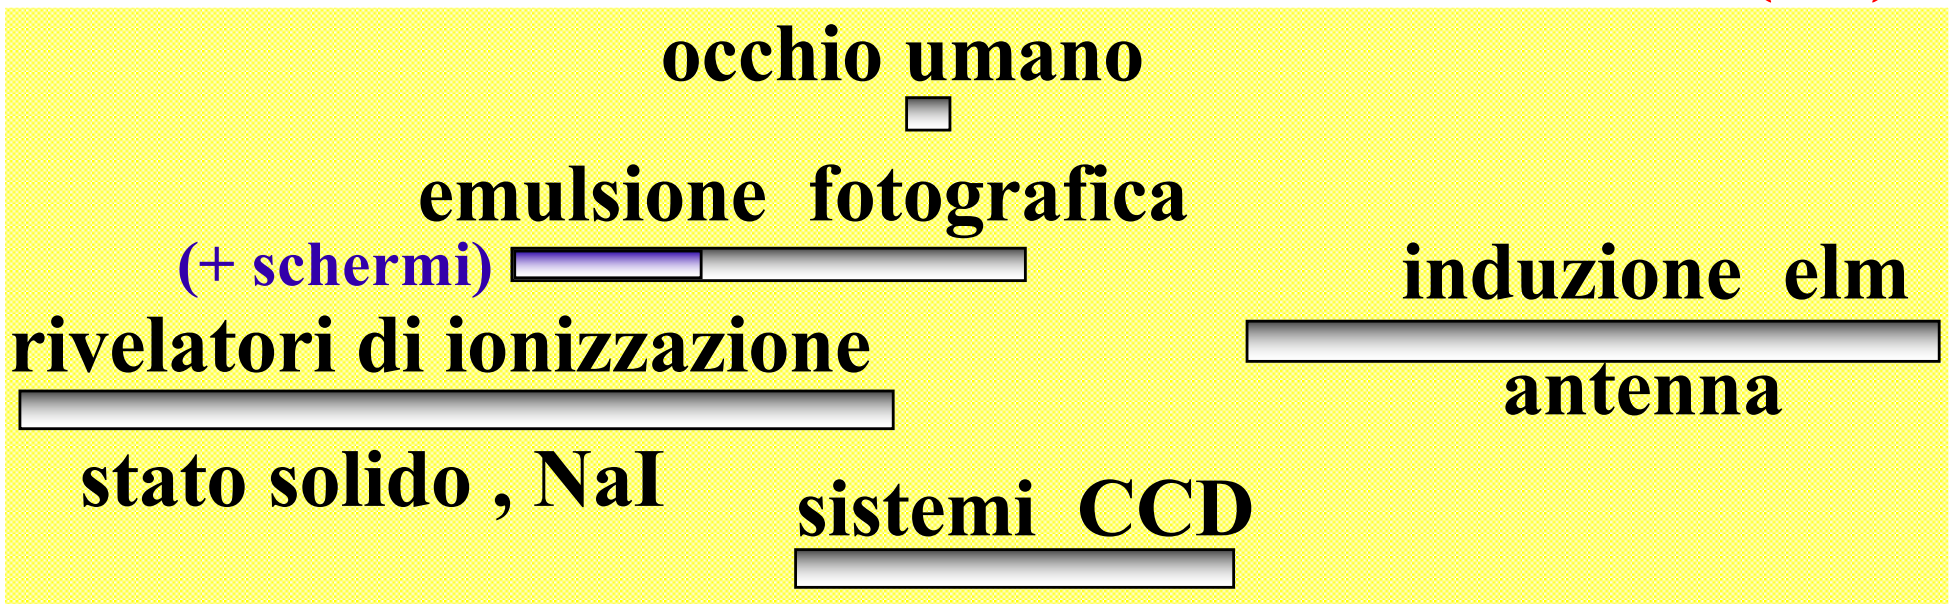 occhio umano
emulsione fotografica
(+ schermi)
induzione elm
rivelatori di ionizzazione
antenna
stato solido , NaI
sistemi CCD